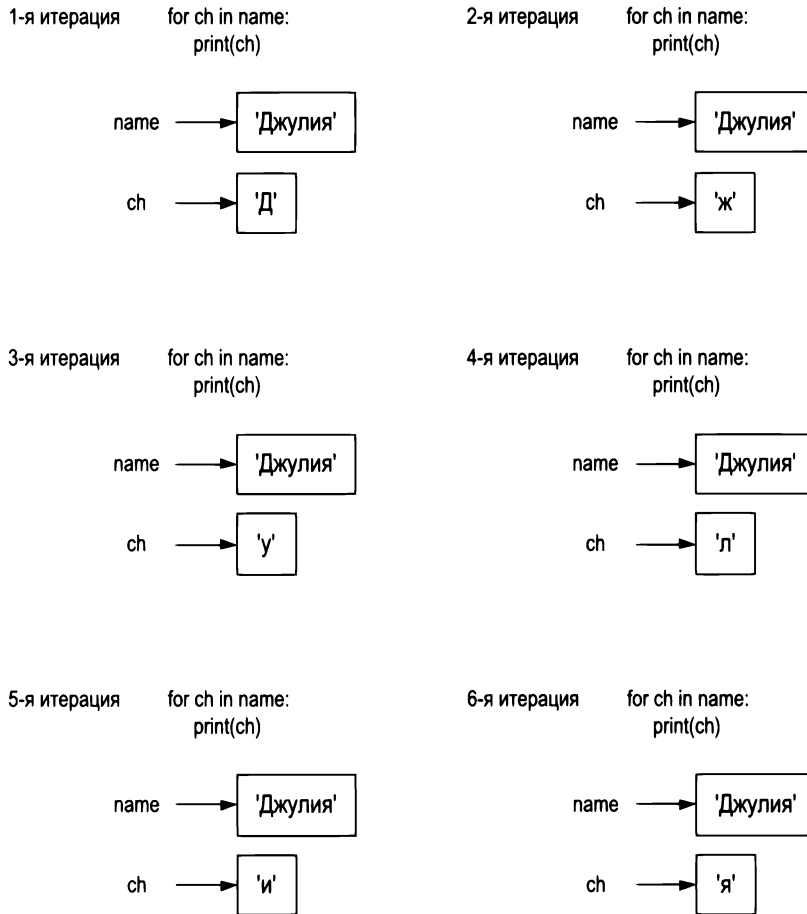 1-я итерация for ch in name:
print(ch)
name 'Джулия'
ch 'Д'
2-я итерация for ch in name:
print(ch)
name 'Джулия'
ch 'ж'
3-я итерация for ch in name:
print(ch)
name 'Джулия'
ch 'у'
4-я итерация for ch in name:
print(ch)
name 'Джулия'
ch 'л'
5-я итерация for ch in name:
print(ch)
name 'Джулия'
ch 'и'
6-я итерация for ch in name:
print(ch)
name 'Джулия'
ch 'я'